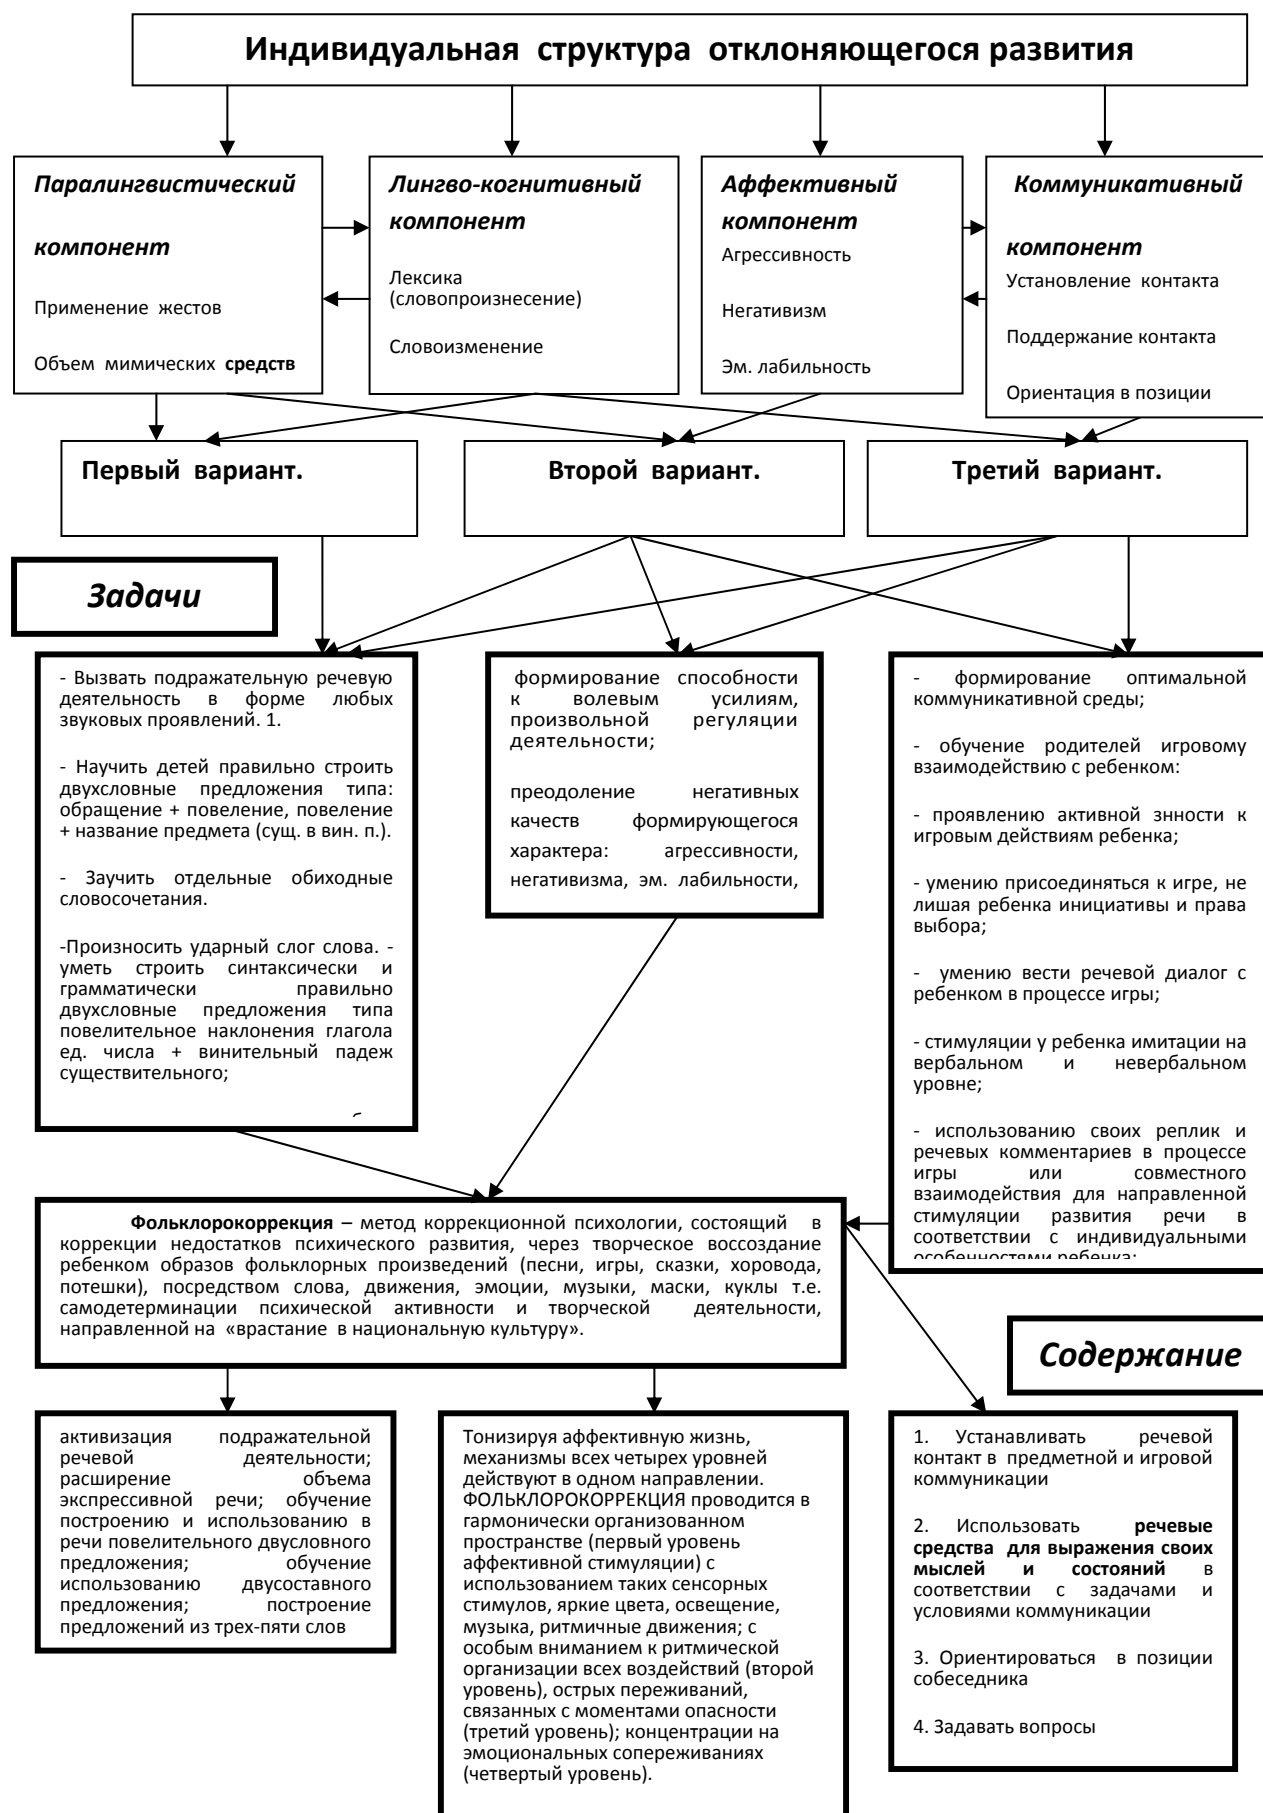 Индивидуальная структура отклоняющегося развития
Паралингвистический
компонент
Применение жестов
Объем мимических средств
Лингво-когнитивный
компонент
Лексика
(словопроизнесение)
Словоизменение
Аффективный
компонент
Агрессивность
Негативизм
Эм. лабильность
Коммуникативный
компонент
Установление контакта
Поддержание контакта
Ориентация в позиции
Первый вариант.
Второй вариант.
Третий вариант.
Задачи
- Вызвать подражательную речевую
деятельность в форме любых
звуковых проявлений. 1.
- Научить детей правильно строить
двухсловные предложения типа:
обращение + повеление, повеление
+ название предмета (сущ. в вин. п.).
- Заучить отдельные обиходные
словосочетания.
-Произносить ударный слог слова. -
уметь строить синтаксически и
грамматически правильно
двухсловные предложения типа
повелительное наклонения глагола
ед. числа + винительный падеж
существительного;
формирование способности
к волевым усилиям,
произвольной регуляции
деятельности;
преодоление негативных
качеств формирующегося
характера: агрессивности,
негативизма, эм. лабильности,
- формирование оптимальной
коммуникативной среды;
- обучение родителей игровому
взаимодействию с ребенком:
- проявлению активной знности к
игровым действиям ребенка;
- умению присоединяться к игре, не
лишая ребенка инициативы и права
выбора;
- умению вести речевой диалог с
ребенком в процессе игры;
- стимуляции у ребенка имитации на
вербальном и невербальном
уровне;
- использованию своих реплик и
речевых комментариев в процессе
игры или совместного
взаимодействия для направленной
стимуляции развития речи в
соответствии с индивидуальными
особенностями ребенка;
Фольклорокоррекция – метод коррекционной психологии, состоящий в
коррекции недостатков психического развития, через творческое воссоздание
ребенком образов фольклорных произведений (песни, игры, сказки, хоровода,
потешки), посредством слова, движения, эмоции, музыки, маски, куклы т.е.
самодетерминации психической активности и творческой деятельности,
направленной на «врастание в национальную культуру».
Содержание
активизация подражательной
речевой деятельности;
расширение объема
экспрессивной речи; обучение
построению и использованию в
речи повелительного двусловного
предложения; обучение
использованию двусоставного
предложения; построение
предложений из трех-пяти слов
Тонизируя аффективную жизнь,
механизмы всех четырех уровней
действуют в одном направлении.
ФОЛЬКЛОРОКОРРЕКЦИЯ проводится в
гармонически организованном
пространстве (первый уровень
аффективной стимуляции) с
использованием таких сенсорных
стимулов, яркие цвета, освещение,
музыка, ритмичные движения; с
особым вниманием к ритмической
организации всех воздействий (второй
уровень), острых переживаний,
связанных с моментами опасности
(третий уровень); концентрации на
эмоциональных сопереживаниях
(четвертый уровень).
1. Устанавливать речевой
контакт в предметной и игровой
коммуникации
2. Использовать речевые
средства для выражения своих
мыслей и состояний в
соответствии с задачами и
условиями коммуникации
3. Ориентироваться в позиции
собеседника
4. Задавать вопросы